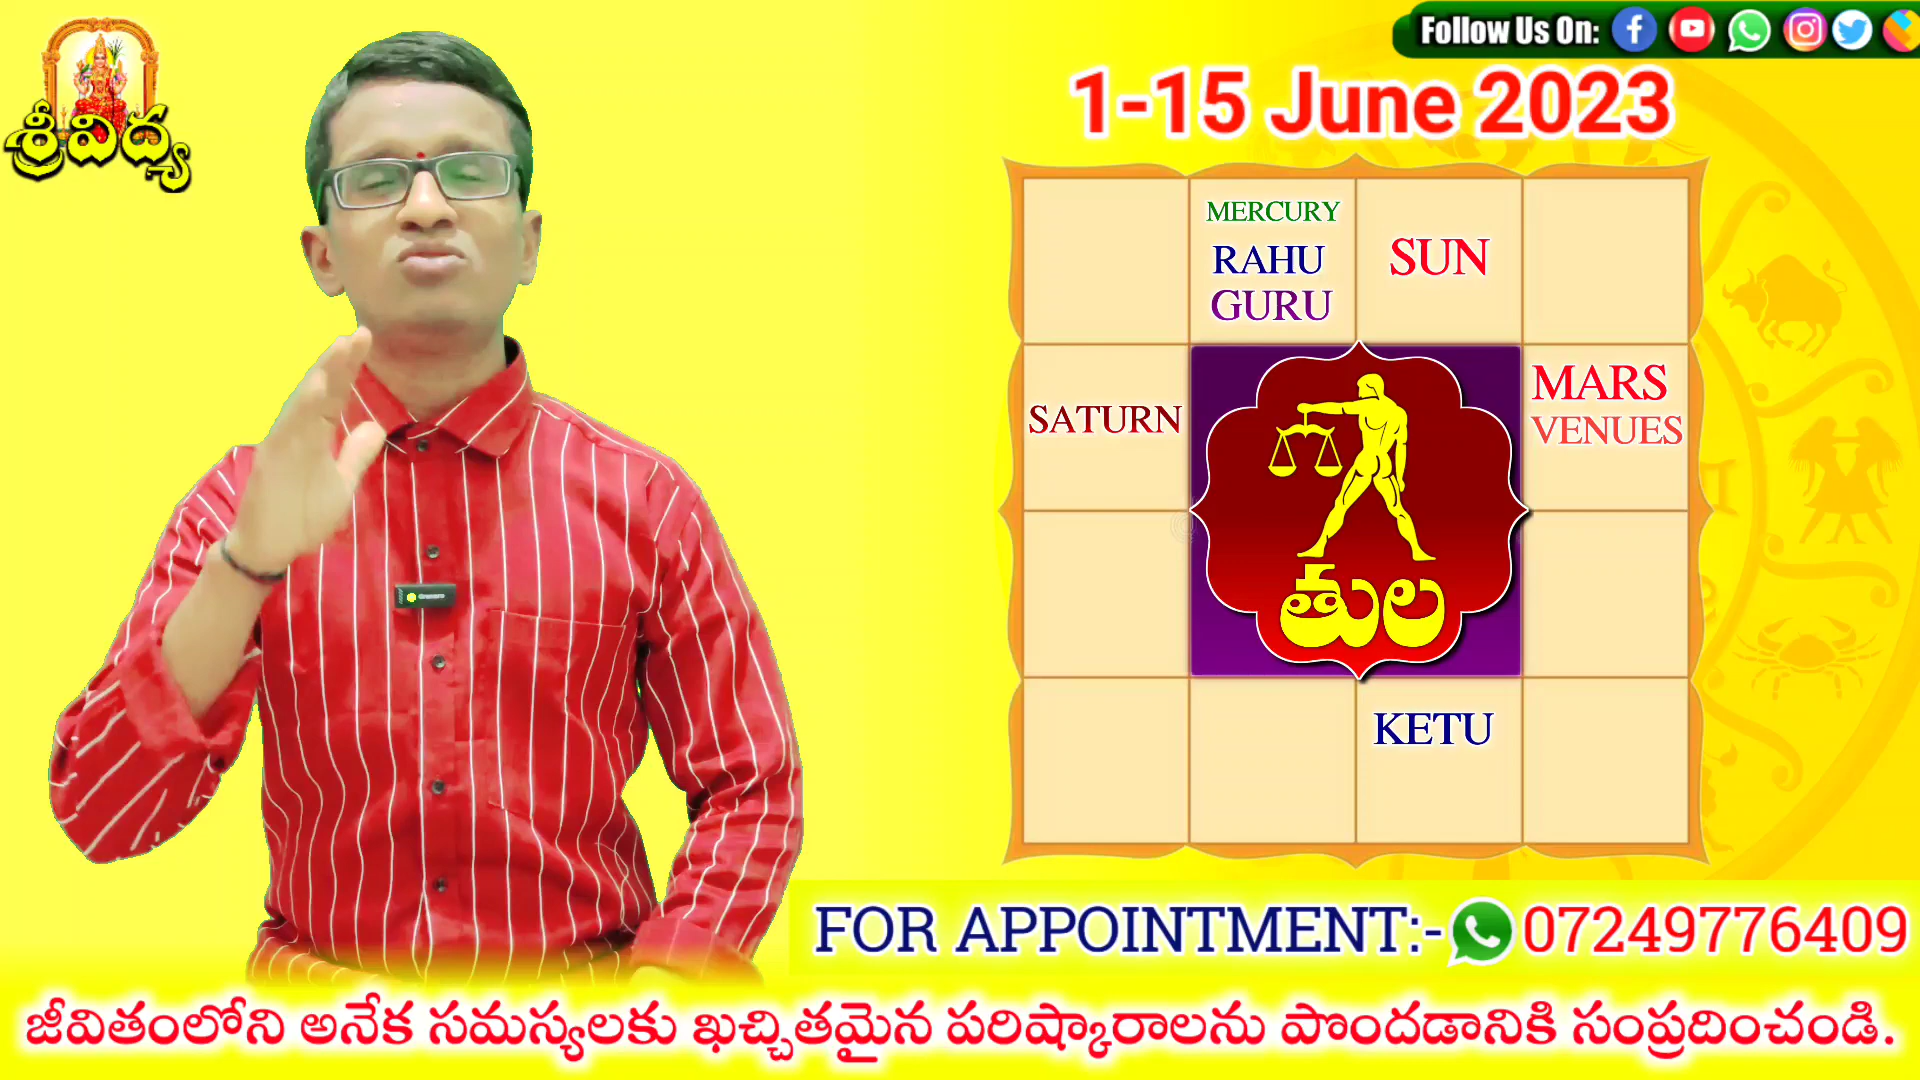 శ్రీవిద్య
Follow Us On:
1-15 June 2023
MERCURY
RAHU
GURU
SUN
SATURN
MARS
VENUES
తుల
KETU
FOR APPOINTMENT:- 07249776409
జీవితంలోని అనేక సమస్యలకు ఖచ్చితమైన పరిష్కారాలను పొందడానికి సంప్రదించండి.